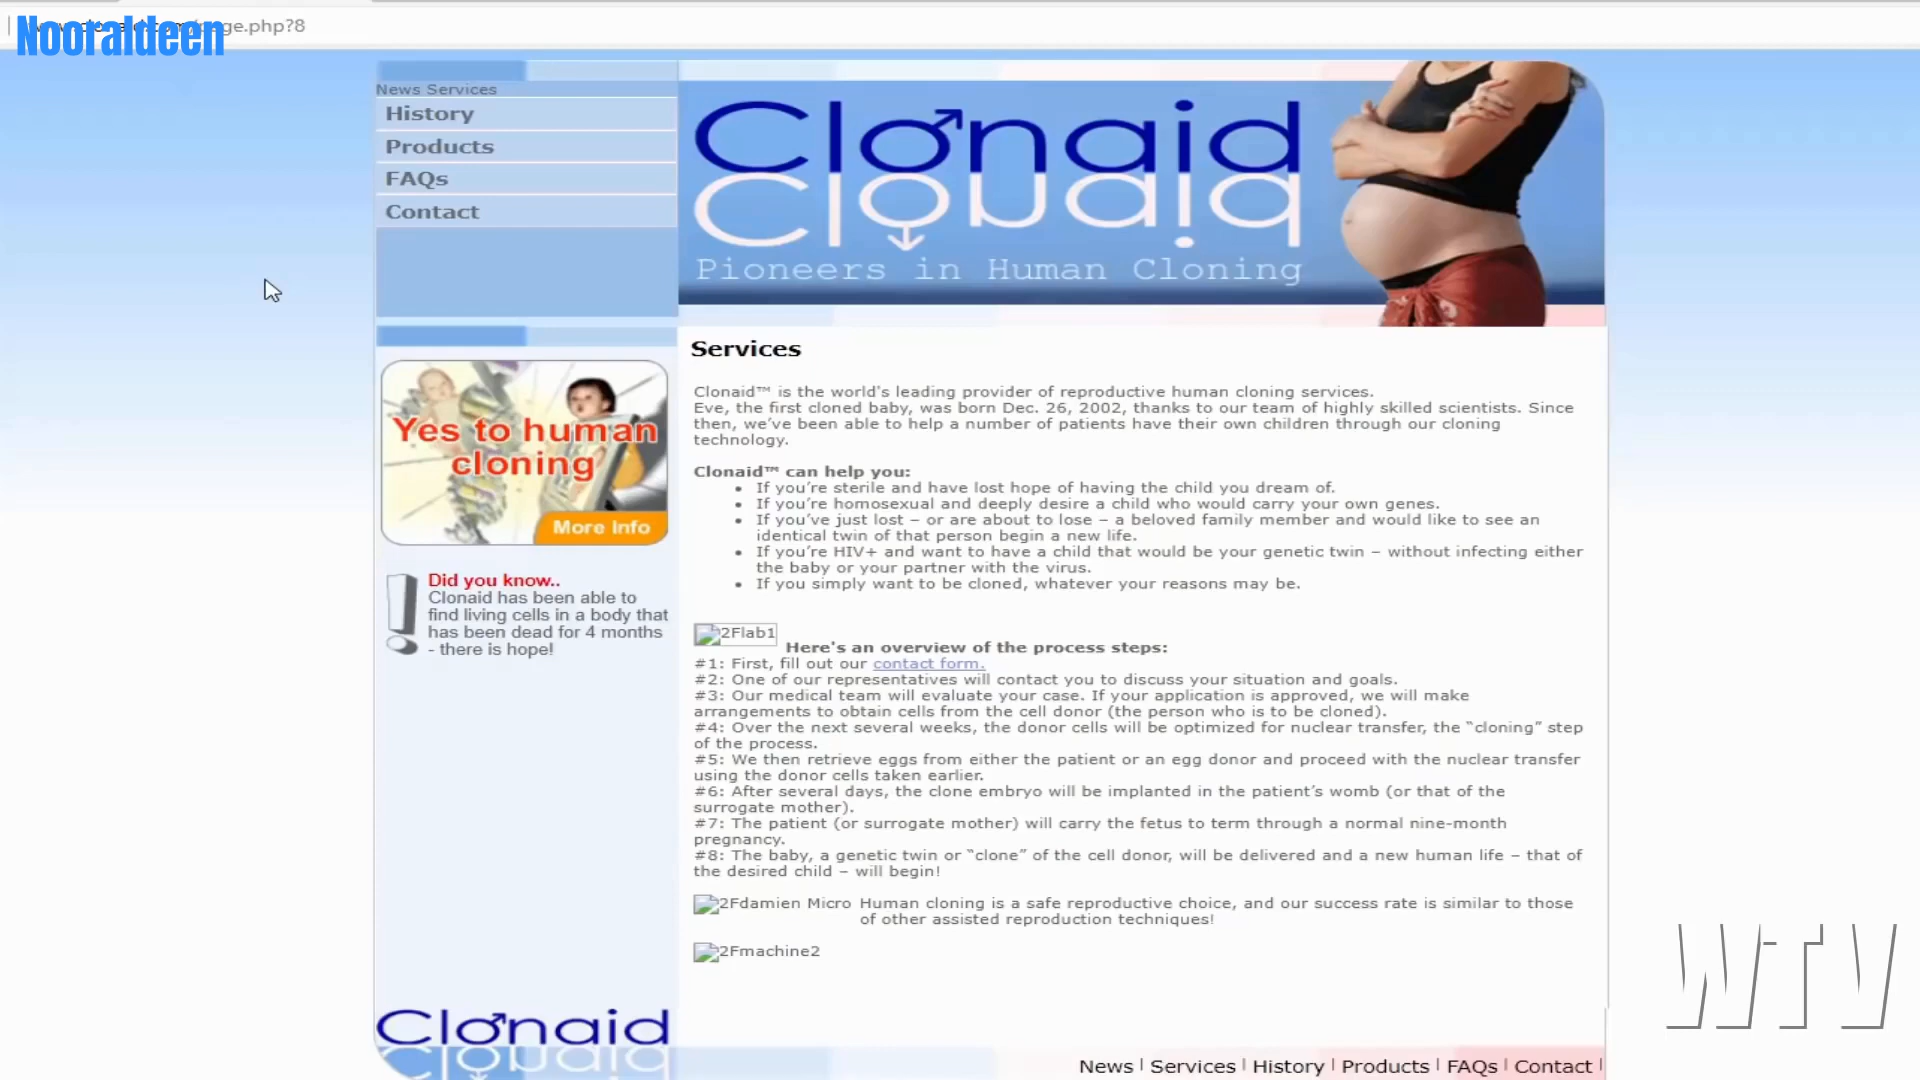 Nooraldeen
page.php?8
News Services
History
Products
FAQs
Contact
Clonaid
Clonaid
Pioneers in Human Cloning
Yes to human
cloning
More Info
Did you know..
Clonaid has been able to
find living cells in a body that
has been dead for 4 months
- there is hope!
Services
Clonaid™ is the world's leading provider of reproductive human cloning services.
Eve, the first cloned baby, was born Dec. 26, 2002, thanks to our team of highly skilled scientists. Since
then, we've been able to help a number of patients have their own children through our cloning
technology.
Clonaid™ can help you:
• If you're sterile and have lost hope of having the child you dream of.
• If you're homosexual and deeply desire a child who would carry your own genes.
• If you've just lost – or are about to lose – a beloved family member and would like to see an
identical twin of that person begin a new life.
• If you're HIV+ and want to have a child that would be your genetic twin – without infecting either
the baby or your partner with the virus.
• If you simply want to be cloned, whatever your reasons may be.
2Flab1
Here's an overview of the process steps:
#1: First, fill out our contact form.
#2: One of our representatives will contact you to discuss your situation and goals.
#3: Our medical team will evaluate your case. If your application is approved, we will make
arrangements to obtain cells from the cell donor (the person who is to be cloned).
#4: Over the next several weeks, the donor cells will be optimized for nuclear transfer, the “cloning” step
of the process.
#5: We then retrieve eggs from either the patient or an egg donor and proceed with the nuclear transfer
using the donor cells taken earlier.
#6: After several days, the clone embryo will be implanted in the patient's womb (or that of the
surrogate mother).
#7: The patient (or surrogate mother) will carry the fetus to term through a normal nine-month
pregnancy.
#8: The baby, a genetic twin or “clone” of the cell donor, will be delivered and a new human life – that of
the desired child – will begin!
2Fdamien Micro Human cloning is a safe reproductive choice, and our success rate is similar to those
of other assisted reproduction techniques!
2Fmachine2
WTV
Clonaid
Clonaid
News | Services | History | Products | FAQs | Contact |